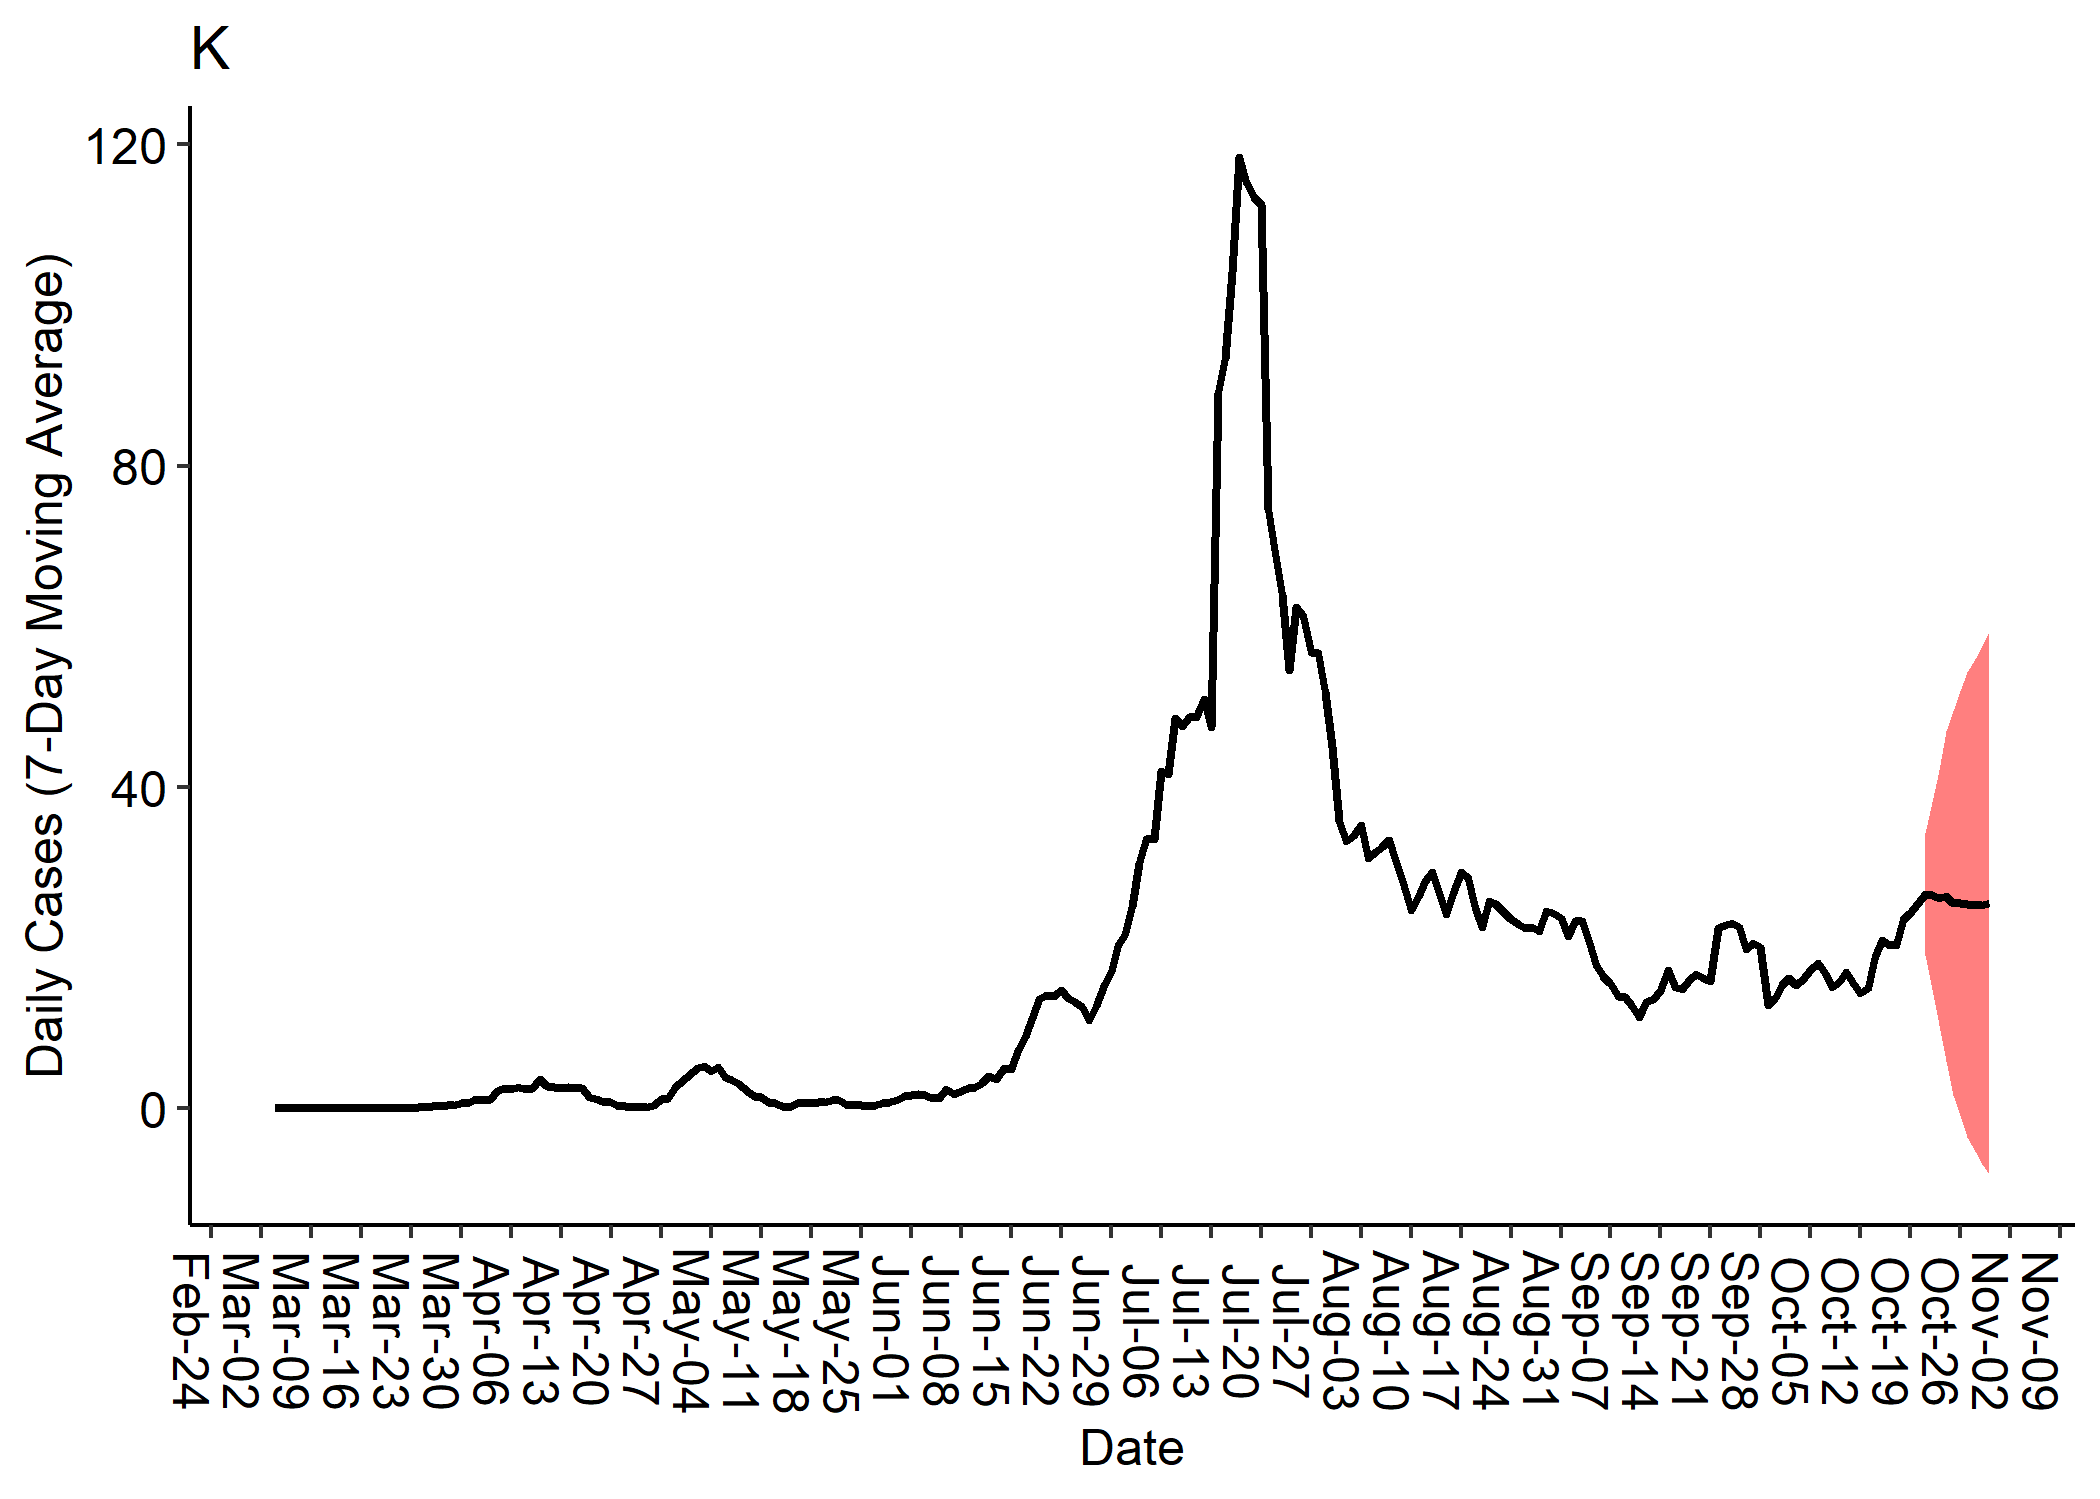 K
Daily Cases (7-Day Moving Average)
120
80
40
0
Feb-24
Mar-02
Mar-09
Mar-16
Mar-23
Mar-30
Apr-06
Apr-13
Apr-20
Apr-27
May-04
May-11
May-18
May-25
Jun-01
Jun-08
Jun-15
Jun-22
Jun-29
Jul-06
Jul-13
Jul-20
Jul-27
Aug-03
Aug-10
Aug-17
Aug-24
Aug-31
Sep-07
Sep-14
Sep-21
Sep-28
Oct-05
Oct-12
Oct-19
Oct-26
Nov-02
Nov-09
Date